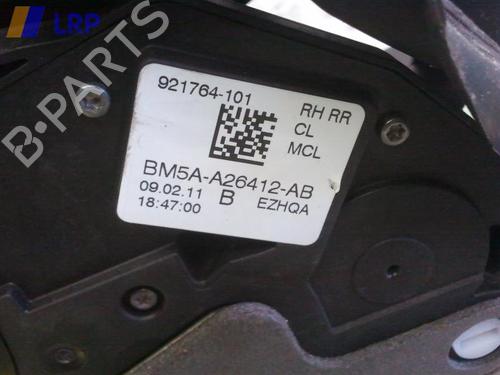 LRP
B-PARTS
921764-101
RH RR
CL
MCL
BM5A-A26412-AB
09.02.11 B EZHQA
18:47:00